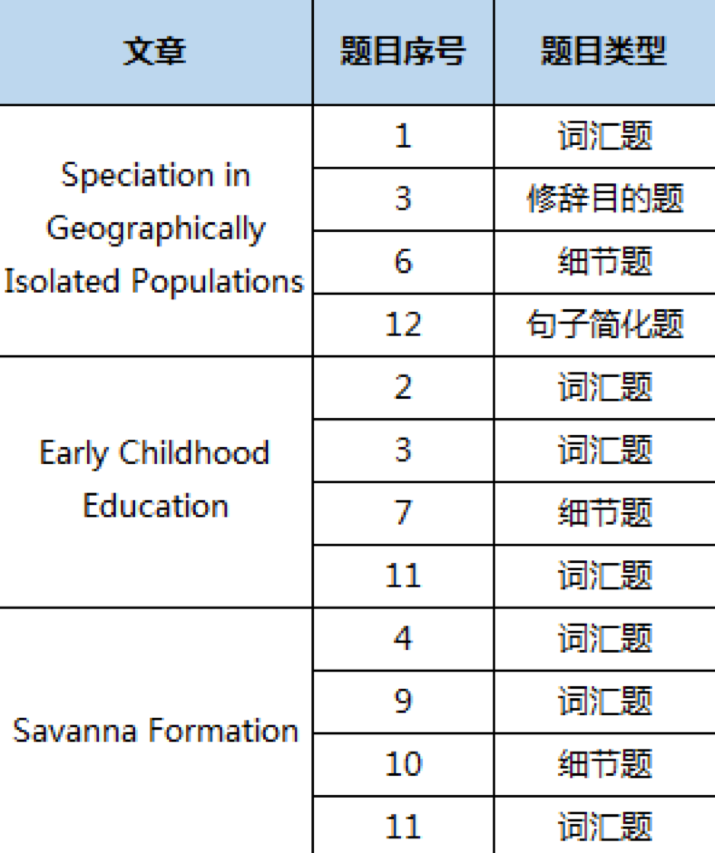 文章 题目序号 题目类型
Speciation in
Geographically
Isolated Populations
1 词汇题
3 修辞目的题
6 细节题
12 句子简化题
Early Childhood
Education
2 词汇题
3 词汇题
7 细节题
11 词汇题
Savanna Formation
4 词汇题
9 词汇题
10 细节题
11 词汇题